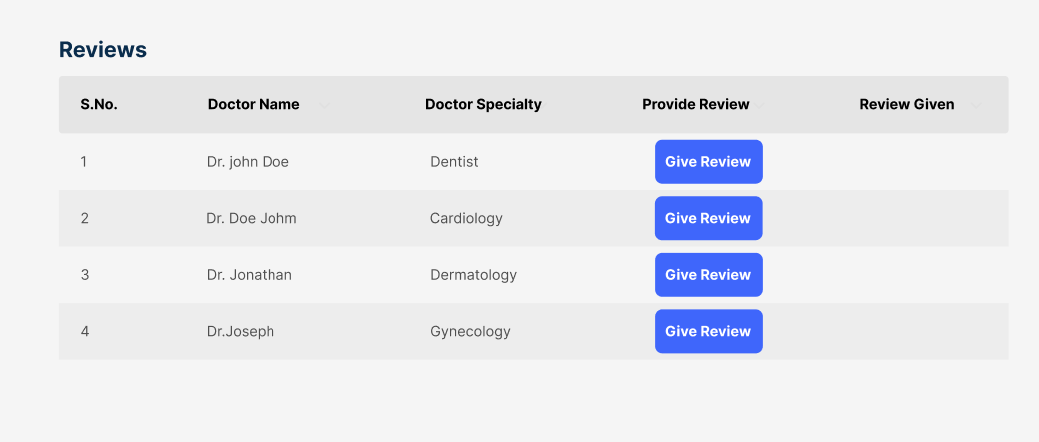 Reviews
S.No. Doctor Name Doctor Specialty Provide Review Review Given
1 Dr. john Doe Dentist Give Review
2 Dr. Doe Johm Cardiology Give Review
3 Dr. Jonathan Dermatology Give Review
4 Dr.Joseph Gynecology Give Review